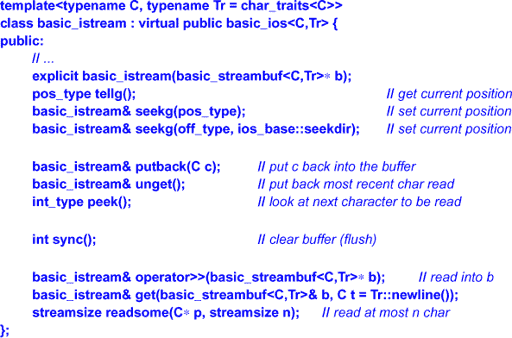 template<typename C, typename Tr = char_traits<C>>
class basic_istream : virtual public basic_ios<C,Tr> {
public:
// ...
explicit basic_istream(basic_streambuf<C,Tr>* b);
pos_type tellg(); // get current position
basic_istream& seekg(pos_type); // set current position
basic_istream& seekg(off_type, ios_base::seekdir); // set current position
basic_istream& putback(C c); // put c back into the buffer
basic_istream& unget(); // put back most recent char read
int_type peek(); // look at next character to be read
int sync(); // clear buffer (flush)
basic_istream& operator>>(basic_streambuf<C,Tr>* b); // read into b
basic_istream& get(basic_streambuf<C,Tr>& b, C t = Tr::newline());
streamsize readsome(C* p, streamsize n); // read at most n char
};